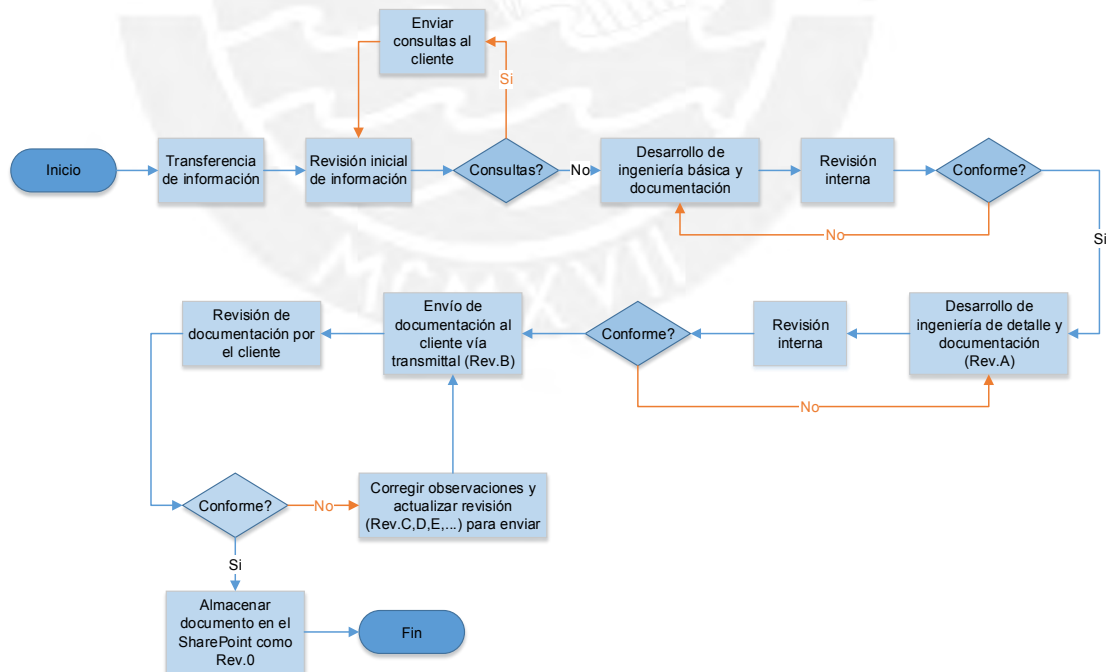 Enviar
consultas al
cliente
Si
Inicio
Transferencia
de información
Revisión inicial
de información
Consultas?
No
Desarrollo de
ingeniería básica y
documentación
Revisión
interna
Conforme?
No
Si
MCMXVII
Revisión de
documentación por
el cliente
Envío de
documentación al
cliente vía
transmittal (Rev.B)
Conforme?
Revisión
interna
Desarrollo de
ingeniería de detalle y
documentación
(Rev.A)
No
Conforme?
No
Corregir observaciones y
actualizar revisión
(Rev.C,D,E,...) para enviar
Si
Almacenar
documento en el
SharePoint como
Rev.0
Fin